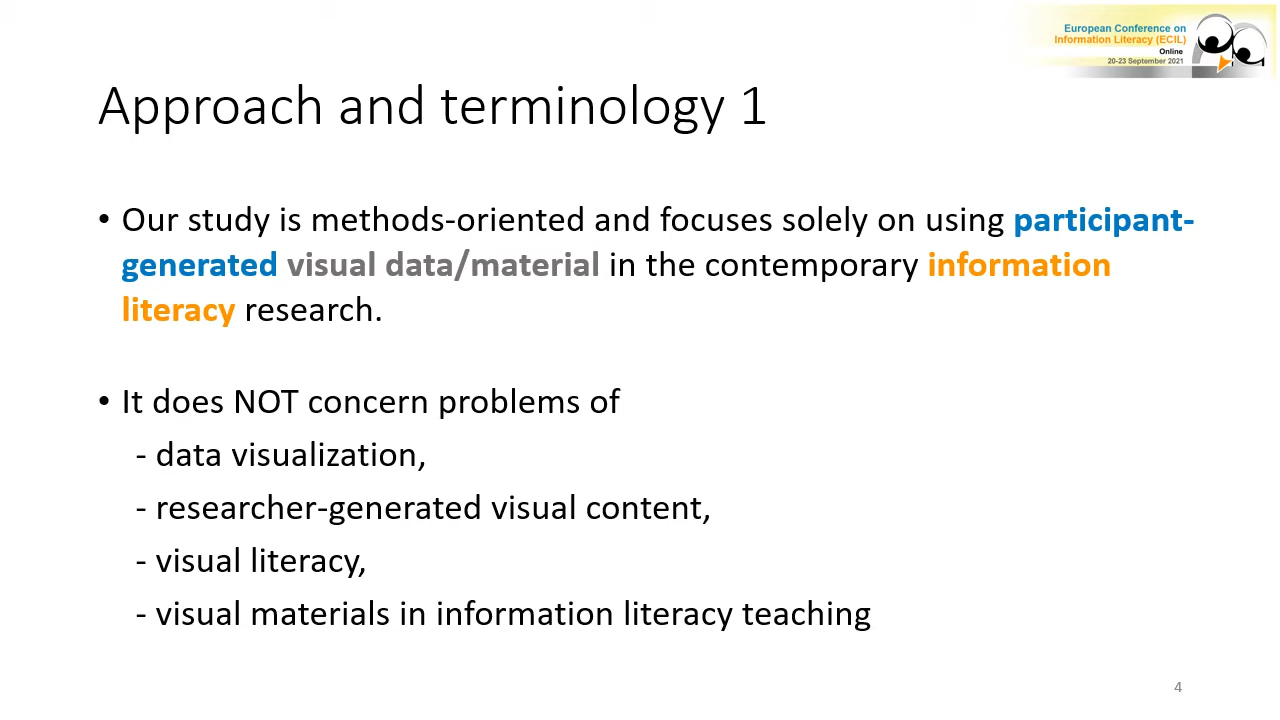 European Conference on
Information Literacy (ECIL)
Online
20-23 September 2021
Approach and terminology 1
• Our study is methods-oriented and focuses solely on using participant-
generated visual data/material in the contemporary information
literacy research.
• It does NOT concern problems of
- data visualization,
- researcher-generated visual content,
- visual literacy,
- visual materials in information literacy teaching
4